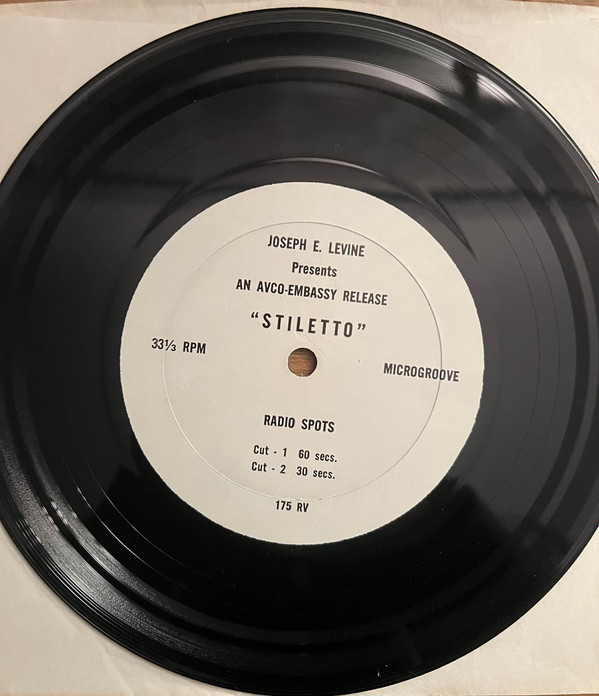 JOSEPH E. LEVINE
Presents
AN AVCO-EMBASSY RELEASE
“STILETTO”
33⅓ RPM
MICROGROOVE
RADIO SPOTS
Cut - 1 60 secs.
Cut - 2 30 secs.
175 RV